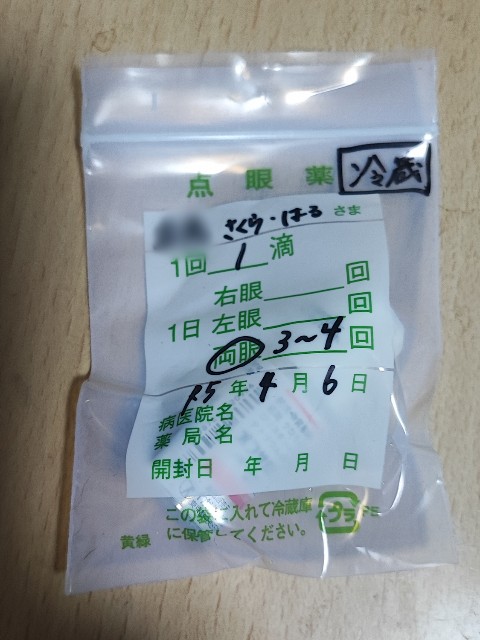 点眼薬 冷蔵
さくら・はる さま
1回 1 滴
右眼 回
1日 左眼 回
両眼 3~4 回
R5 年 4 月 6 日
病医院名
薬局名
開封日 年 月 日
この袋に入れて冷蔵庫
に保管してください。
黄緑
プラ PE